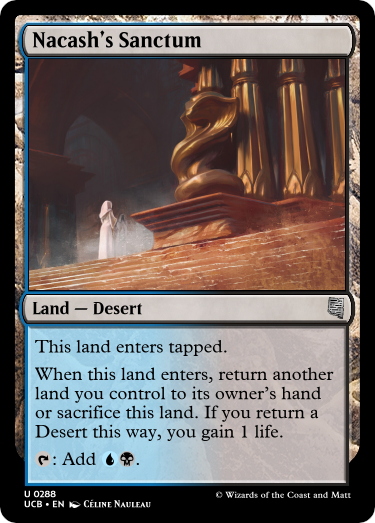 Nacash's Sanctum
Land — Desert
This land enters tapped.
When this land enters, return another
land you control to its owner's hand
or sacrifice this land. If you return a
Desert this way, you gain 1 life.
: Add .
U 0288
UCB • EN Céline Nauleau
© Wizards of the Coast and Matt